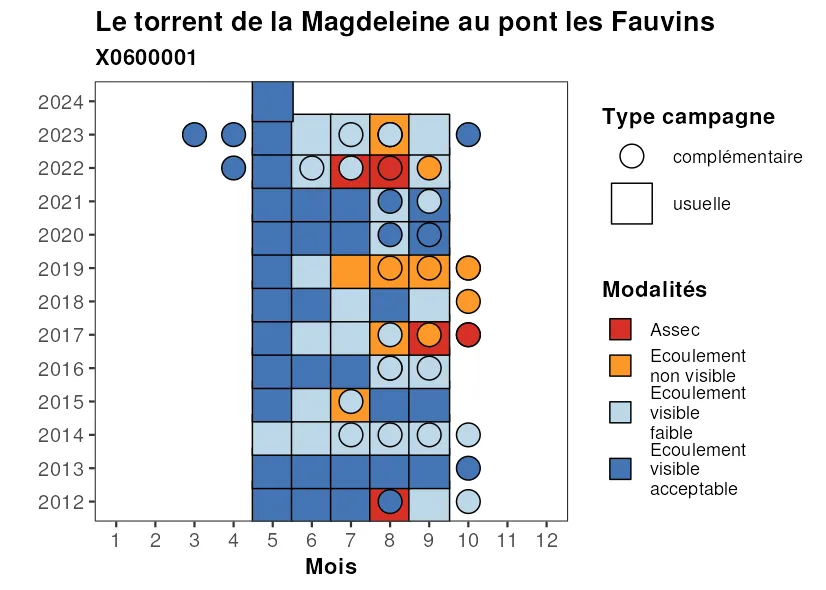 Le torrent de la Magdeleine au pont les Fauvins
X0600001
2024
2023
2022
2021
2020
2019
2018
2017
2016
2015
2014
2013
2012
1 2 3 4 5 6 7 8 9 10 11 12
Mois
Type campagne
complémentaire
usuelle
Modalités
Assec
Ecoulement
non visible
Ecoulement
visible
faible
Ecoulement
visible
acceptable